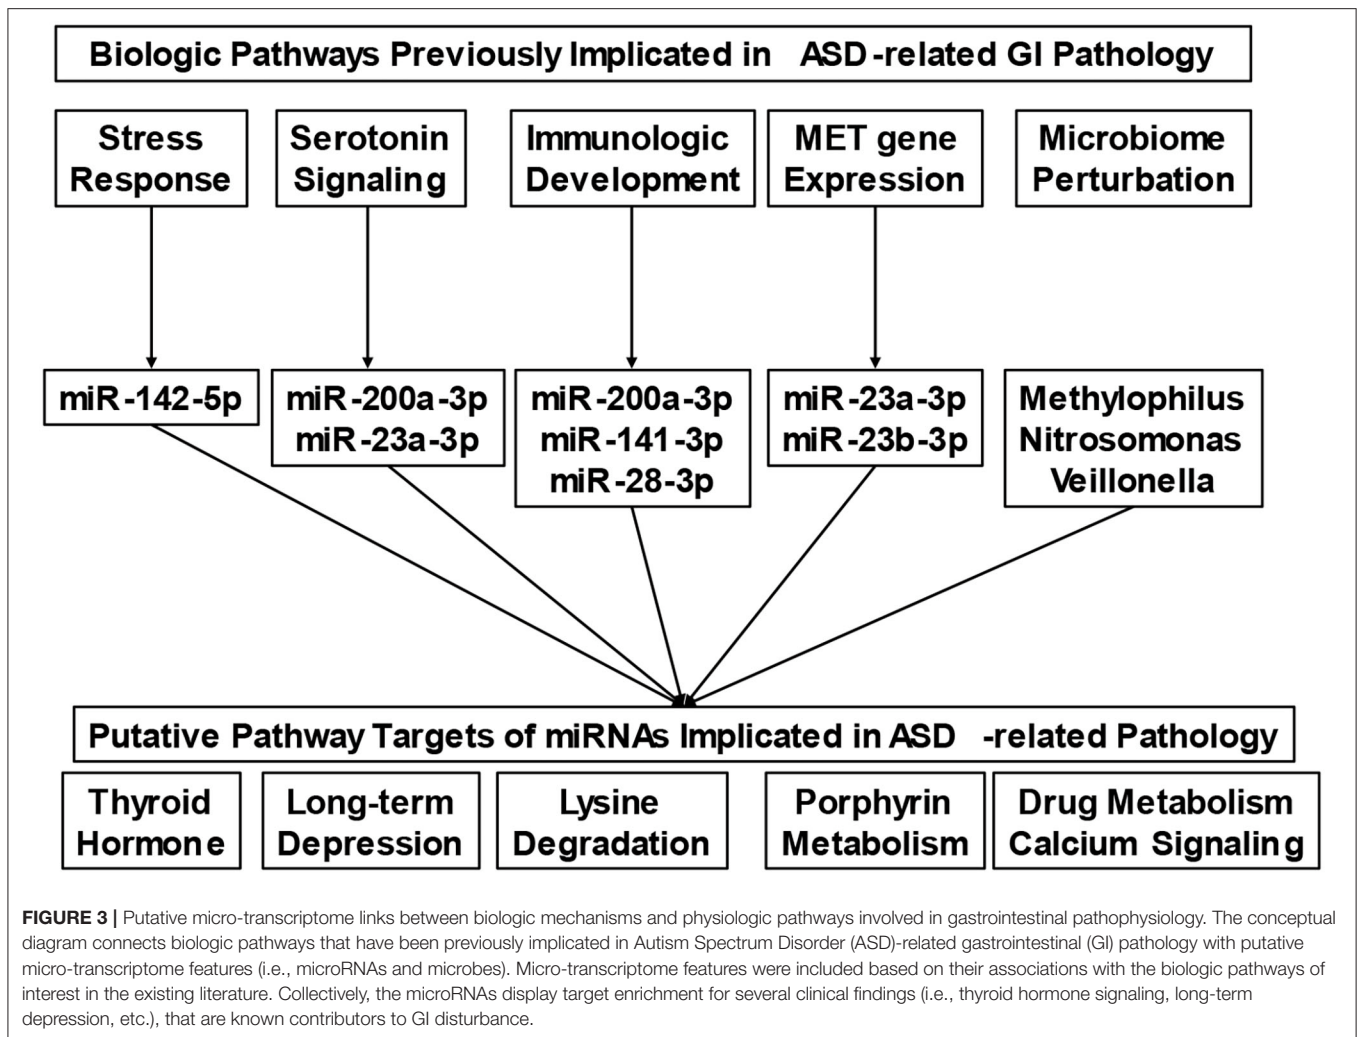 Biologic Pathways Previously Implicated in ASD-related GI Pathology
Stress
Response
Serotonin
Signaling
Immunologic
Development
MET gene
Expression
Microbiome
Perturbation
miR-142-5p
miR-200a-3p
miR-23a-3p
miR-200a-3p
miR-141-3p
miR-28-3p
miR-23a-3p
miR-23b-3p
Methylophilus
Nitrosomonas
Veillonella
Putative Pathway Targets of miRNAs Implicated in ASD -related Pathology
Thyroid
Hormone
Long-term
Depression
Lysine
Degradation
Porphyrin
Metabolism
Drug Metabolism
Calcium Signaling
FIGURE 3 | Putative micro-transcriptome links between biologic mechanisms and physiologic pathways involved in gastrointestinal pathophysiology. The conceptual
diagram connects biologic pathways that have been previously implicated in Autism Spectrum Disorder (ASD)-related gastrointestinal (GI) pathology with putative
micro-transcriptome features (i.e., microRNAs and microbes). Micro-transcriptome features were included based on their associations with the biologic pathways of
interest in the existing literature. Collectively, the microRNAs display target enrichment for several clinical findings (i.e., thyroid hormone signaling, long-term
depression, etc.), that are known contributors to GI disturbance.